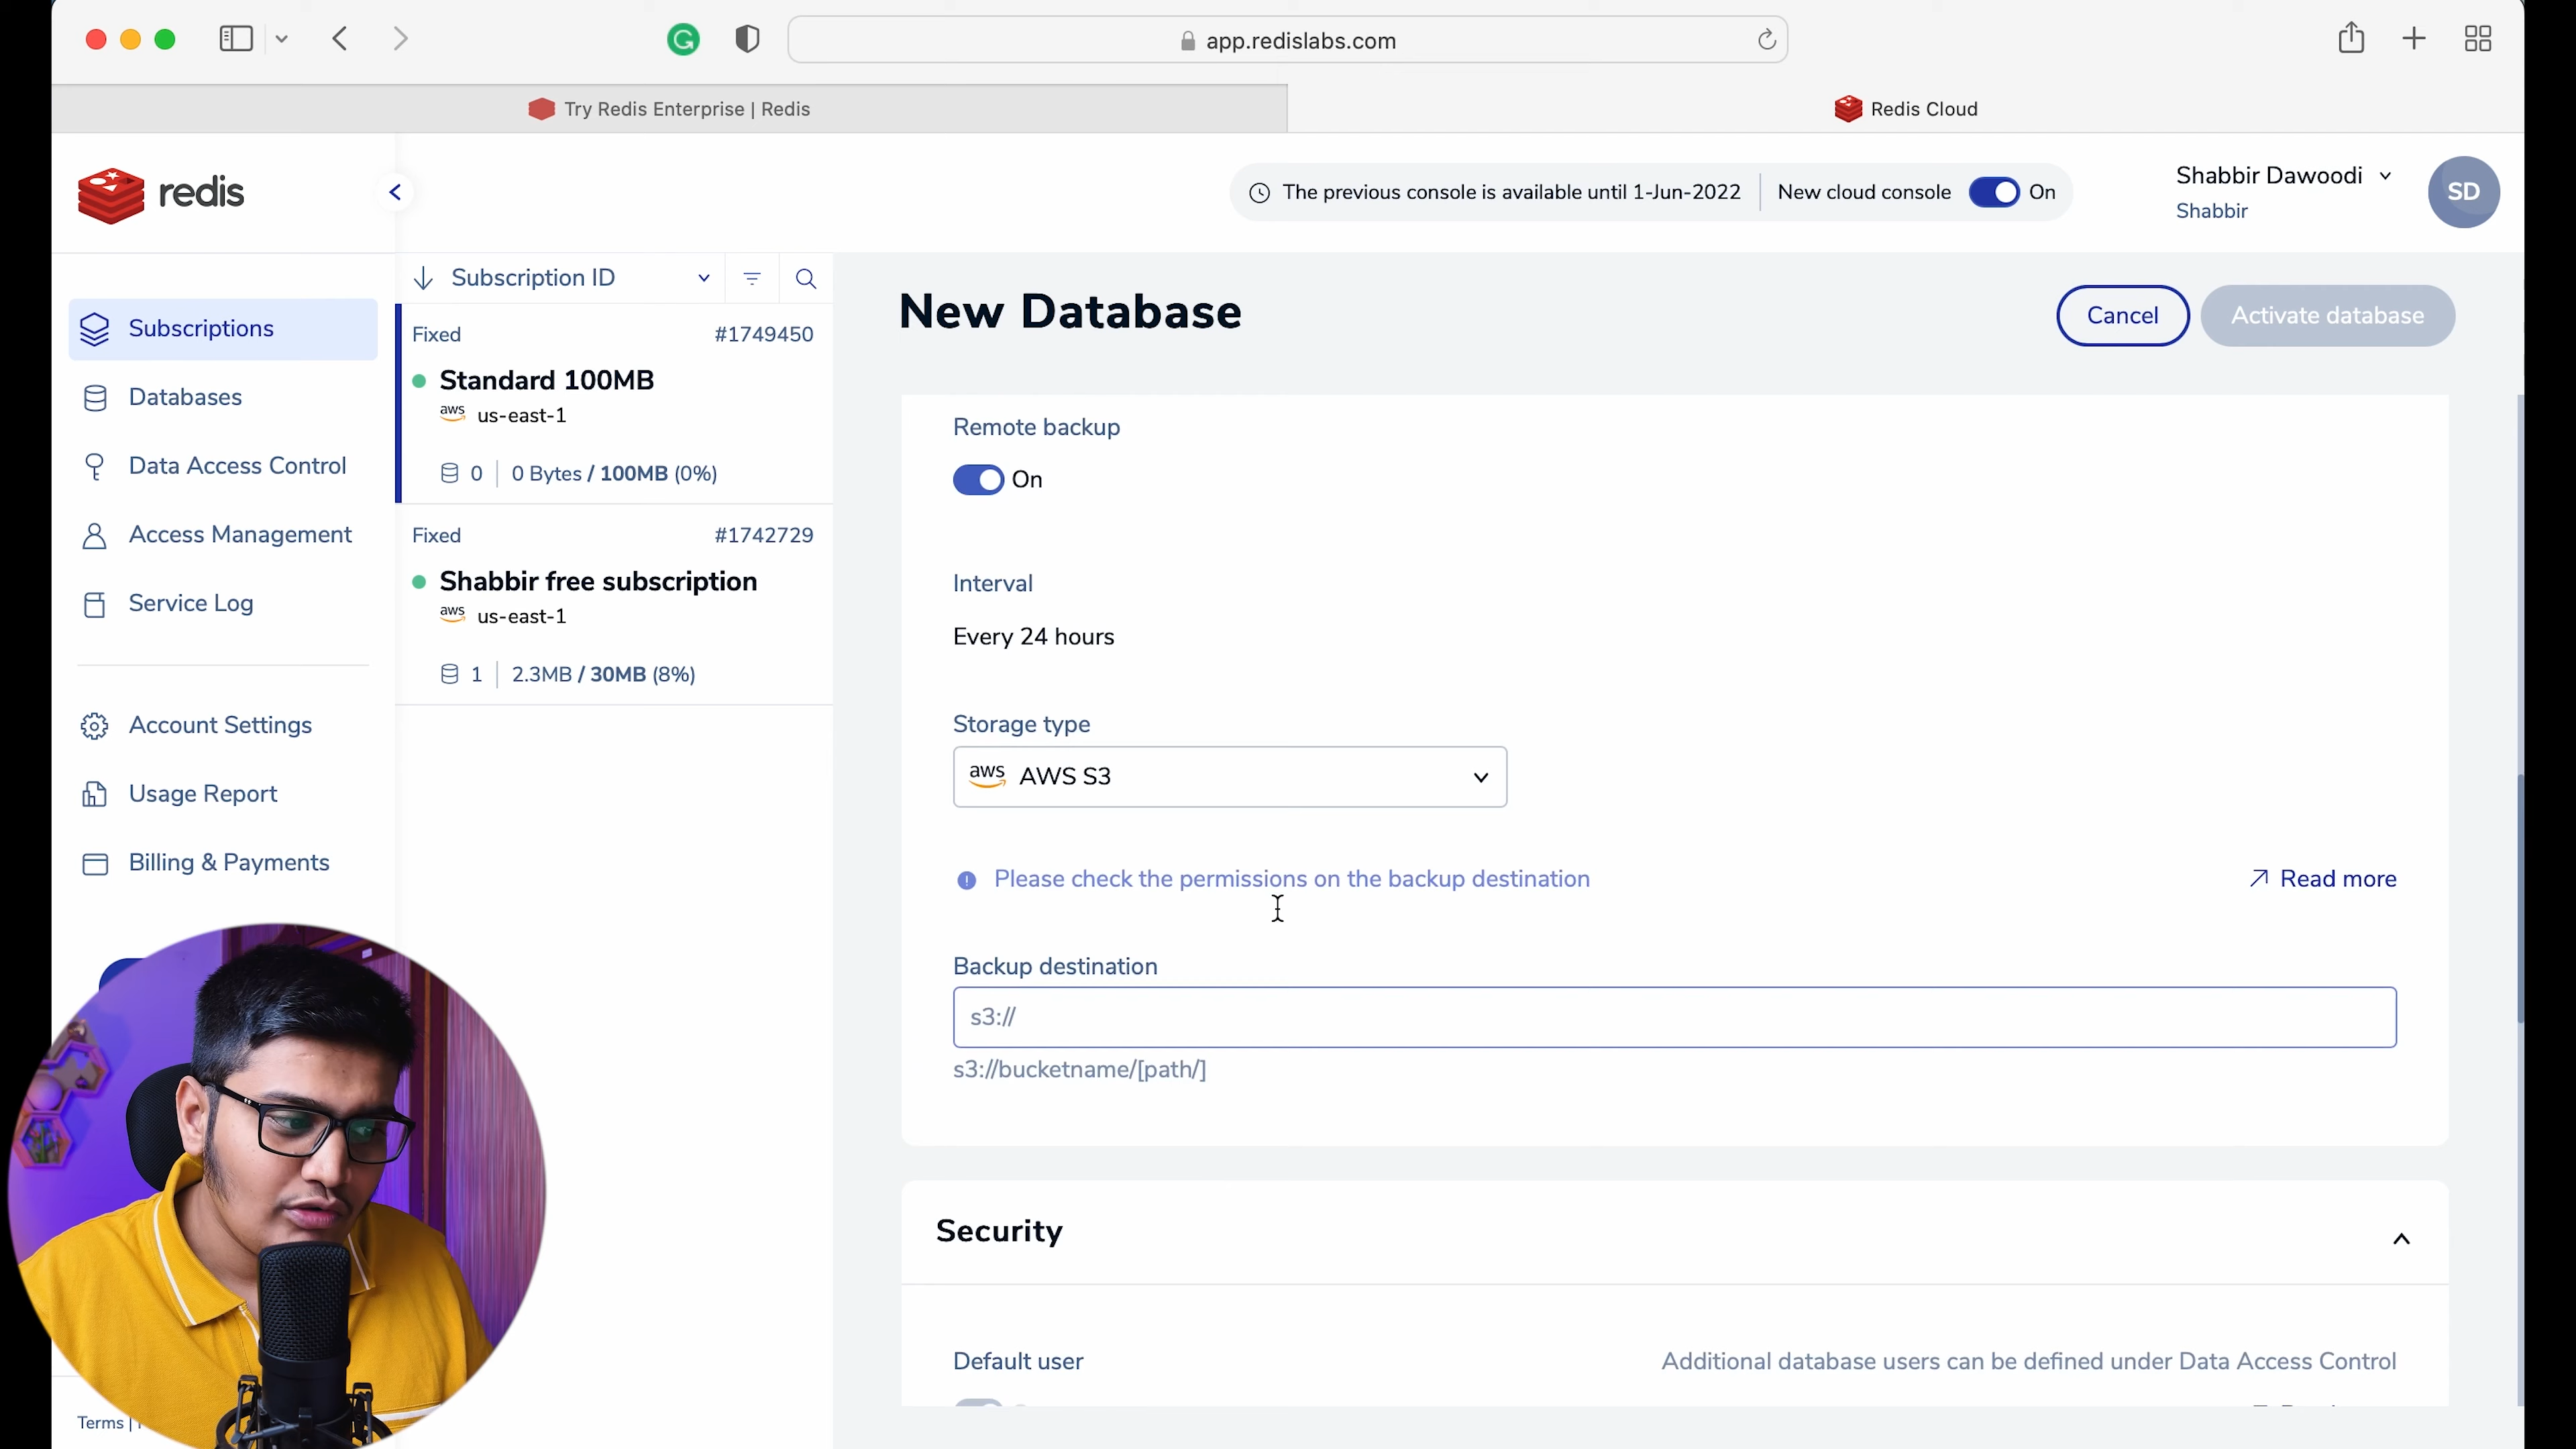 app.redislabs.com
Try Redis Enterprise | Redis
Redis Cloud
redis
The previous console is available until 1-Jun-2022
New cloud console
On
Shabbir Dawoodi
Shabbir
SD
Subscriptions
Databases
Data Access Control
Access Management
Service Log
Account Settings
Usage Report
Billing & Payments
Terms |
Subscription ID
Fixed #1749450
Standard 100MB
aws us-east-1
0 | 0 Bytes / 100MB (0%)
Fixed #1742729
Shabbir free subscription
aws us-east-1
1 | 2.3MB / 30MB (8%)
New Database
Cancel
Activate database
Remote backup
On
Interval
Every 24 hours
Storage type
aws AWS S3
Please check the permissions on the backup destination
Read more
Backup destination
s3://
s3://bucketname/[path/]
Security
Default user
Additional database users can be defined under Data Access Control